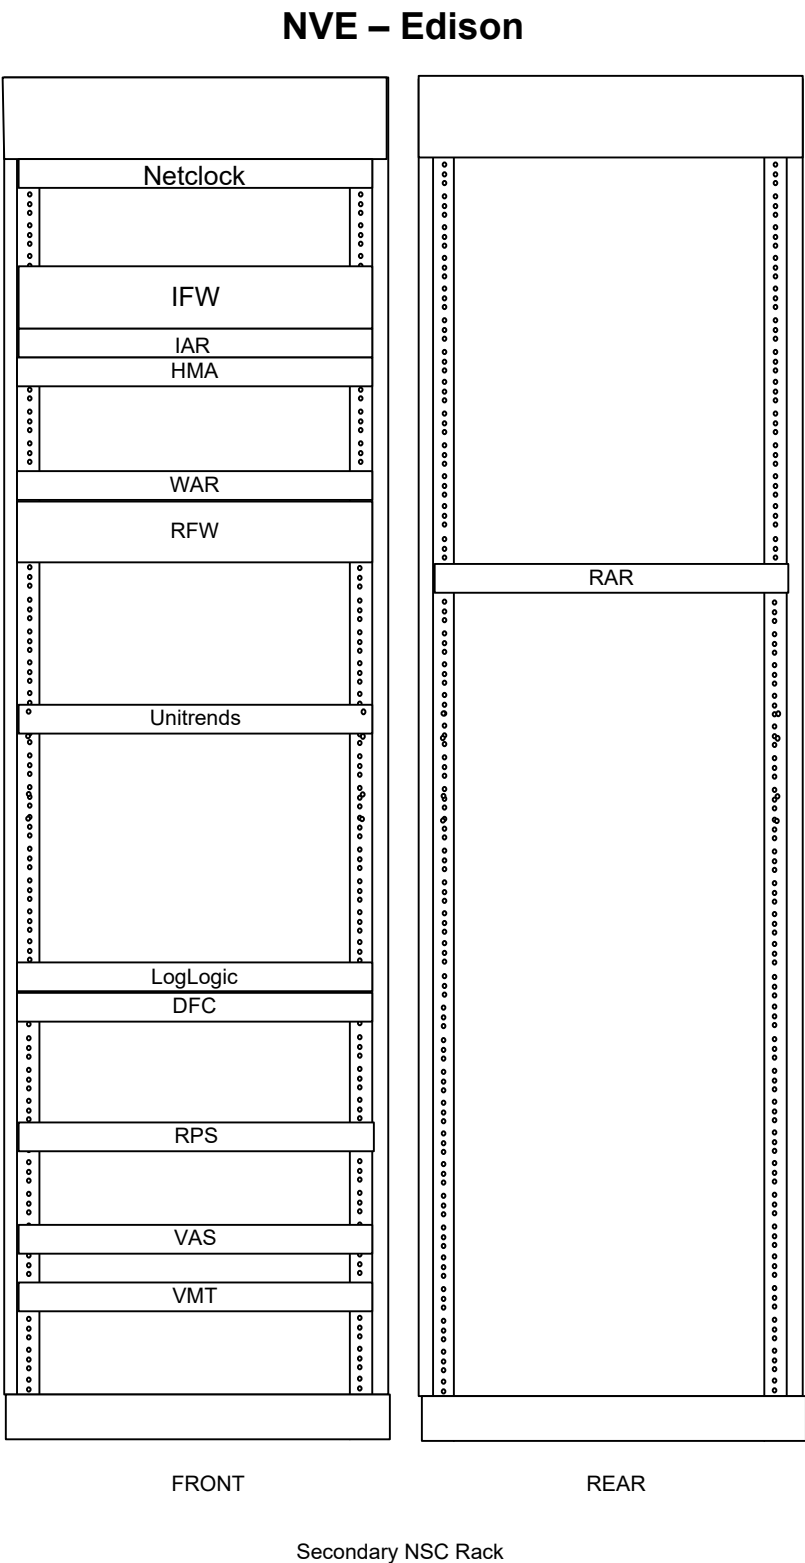 NVE – Edison
Netclock
IFW
IAR
HMA
WAR
RFW
RAR
Unitrends
LogLogic
DFC
RPS
VAS
VMT
FRONT
REAR
Secondary NSC Rack